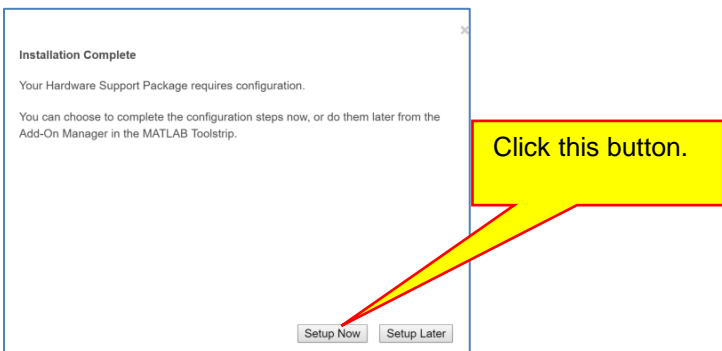 Installation Complete
Your Hardware Support Package requires configuration.
You can choose to complete the configuration steps now, or do them later from the
Add-On Manager in the MATLAB Toolstrip.
Click this button.
Setup Now
Setup Later